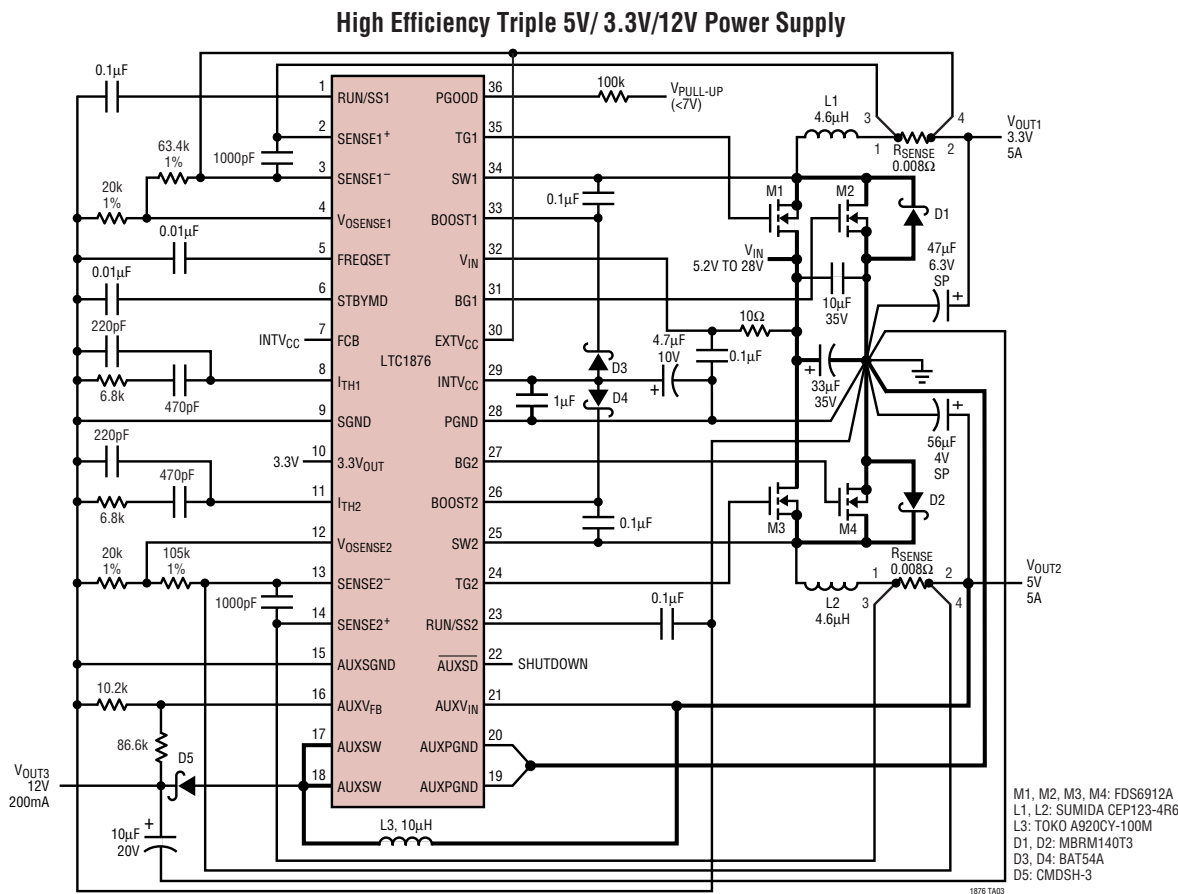 High Efficiency Triple 5V/ 3.3V/12V Power Supply
0.1µF
1
RUN/SS1
2
SENSE1+
1000pF
3
SENSE1–
63.4k
1%
20k
1%
4
VOSENSE1
0.01µF
5
FREQSET
0.01µF
6
STBYMD
220pF
INTVCC
7
FCB
LTC1876
8
ITH1
6.8k
470pF
9
SGND
220pF
3.3V
10
3.3VOUT
470pF
11
ITH2
6.8k
12
VOSENSE2
20k
1%
105k
1%
13
SENSE2–
1000pF
14
SENSE2+
15
AUXSGND
10.2k
16
AUXVFB
86.6k
17
AUXSW
D5
18
AUXSW
VOUT3
12V
200mA
10µF
20V
+
L3, 10µH
PGOOD
36
100k
VPULL-UP
(<7V)
TG1
35
SW1
34
0.1µF
BOOST1
33
VIN
32
BG1
31
EXTVCC
30
INTVCC
29
PGND
28
BG2
27
BOOST2
26
SW2
25
TG2
24
RUN/SS2
23
AUXSD
22
SHUTDOWN
AUXVIN
21
AUXPGND
20
AUXPGND
19
L1
4.6µH
3
4
1
2
RSENSE
0.008Ω
VOUT1
3.3V
5A
M1
M2
D1
VIN
5.2V TO 28V
10µF
35V
47µF
6.3V
SP
+
10Ω
4.7µF
10V
+
0.1µF
D3
D4
1µF
+
33µF
35V
+
56µF
4V
SP
M3
M4
D2
0.1µF
0.1µF
L2
4.6µH
RSENSE
0.008Ω
1
2
3
4
VOUT2
5V
5A
M1, M2, M3, M4: FDS6912A
L1, L2: SUMIDA CEP123-4R6
L3: TOKO A920CY-100M
D1, D2: MBRM140T3
D3, D4: BAT54A
D5: CMDSH-3
1876 TA03